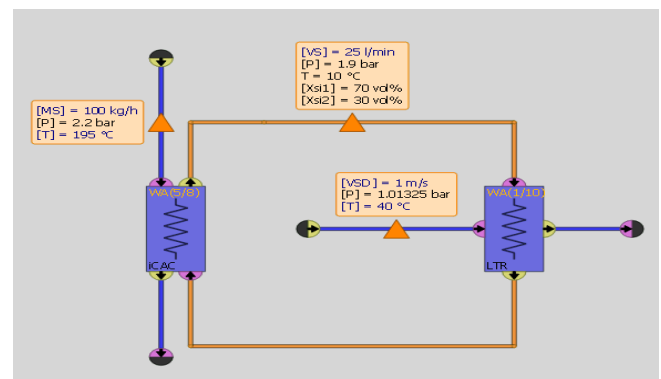 [VS] = 25 l/min
[P] = 1.9 bar
T = 10 °C
[Xsi1] = 70 vol%
[Xsi2] = 30 vol%
[MS] = 100 kg/h
[P] = 2.2 bar
[T] = 195 °C
[VSD] = 1 m/s
[P] = 1.01325 bar
[T] = 40 °C
WA(5/8)
iCAC
WA(1/10)
LTR